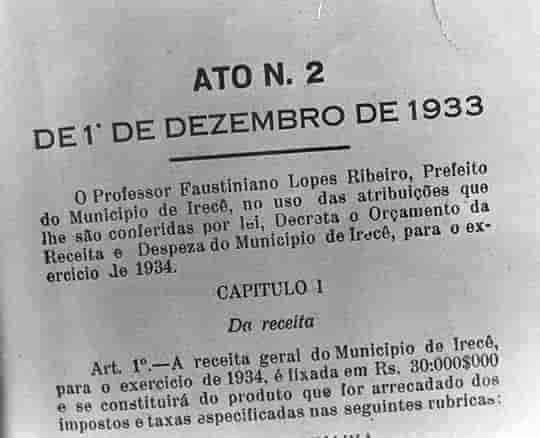 ATO N. 2
DE 1º DE DEZEMBRO DE 1933
O Professor Faustiniano Lopes Ribeiro, Prefeito
do Municipio de Irecê, no uso das atribuições que
lhe são conferidas por lei, Decreta o Orçamento da
Receita e Despeza do Municipio de Irecê, para o ex-
ercicio de 1934.
CAPITULO I
Da receita
Art. 1º.—A receita geral do Municipio de Irecê,
para o exercicio de 1934, é fixada em Rs. 30:000$000
e se constituirá do produto que for arrecadado dos
impostos e taxas especificadas nas seguintes rubricas: